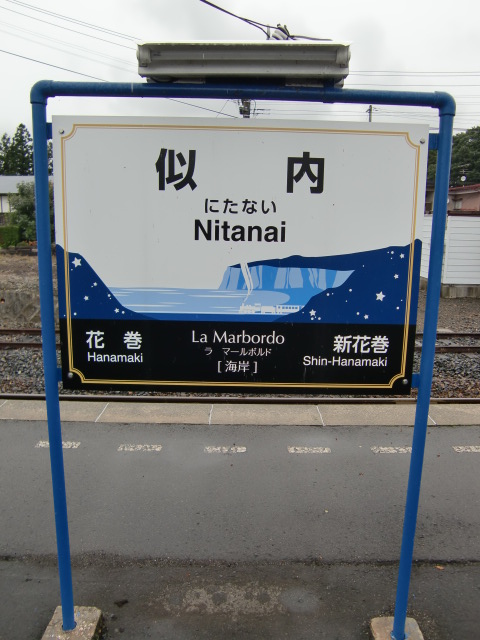 似内
にたない
Nitanai
花巻
Hanamaki
La Marbordo
ラ マールボルド
[海岸]
新花巻
Shin-Hanamaki